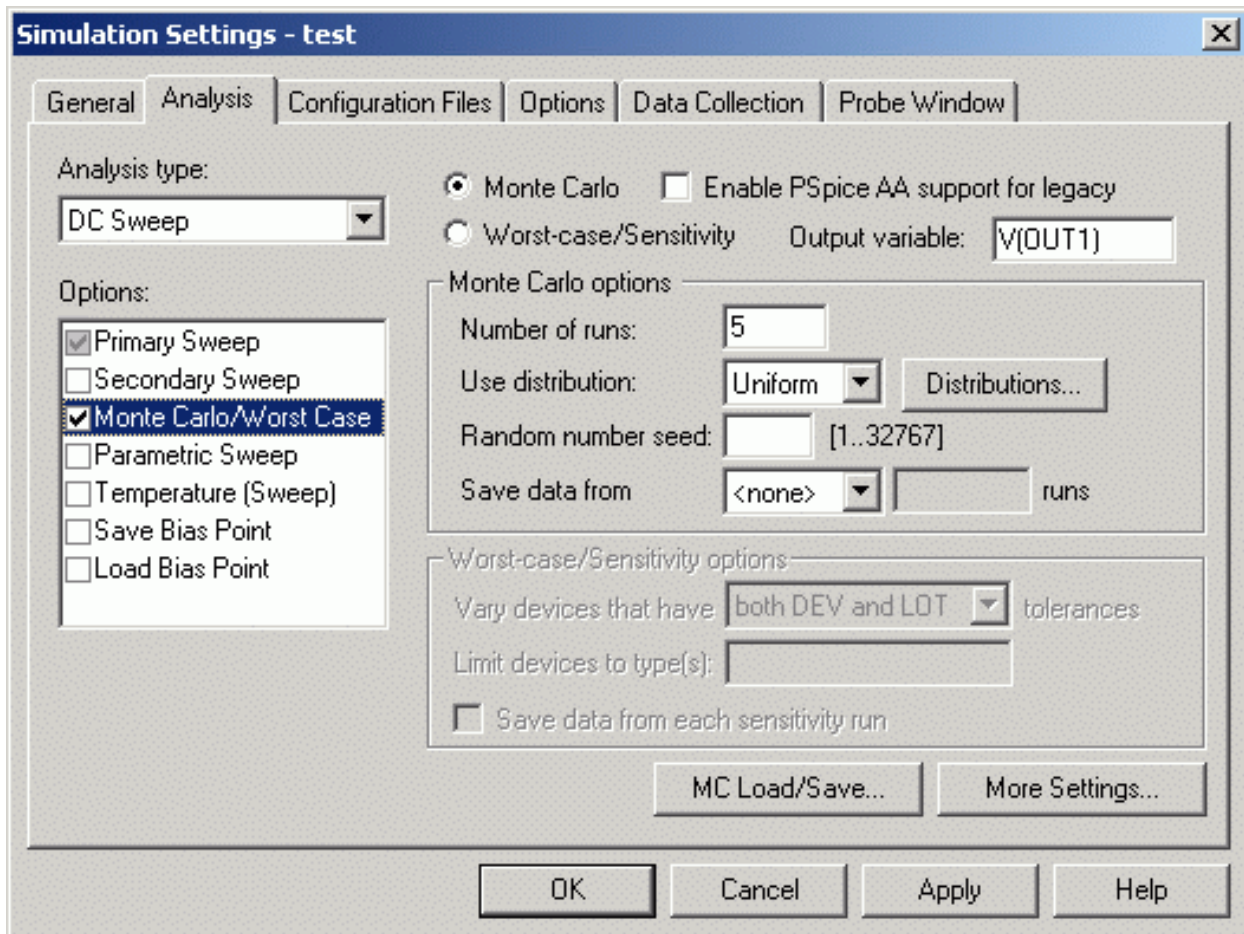 Simulation Settings - test
General
Analysis
Configuration Files
Options
Data Collection
Probe Window
Analysis type:
DC Sweep
Options:
Primary Sweep
Secondary Sweep
Monte Carlo/Worst Case
Parametric Sweep
Temperature (Sweep)
Save Bias Point
Load Bias Point
Monte Carlo
Enable PSpice AA support for legacy
Worst-case/Sensitivity
Output variable: V(OUT1)
Monte Carlo options
Number of runs: 5
Use distribution: Uniform Distributions...
Random number seed: [1..32767]
Save data from <none> runs
Worst-case/Sensitivity options
Vary devices that have both DEV and LOT tolerances
Limit devices to type(s):
Save data from each sensitivity run
MC Load/Save... More Settings...
OK Cancel Apply Help